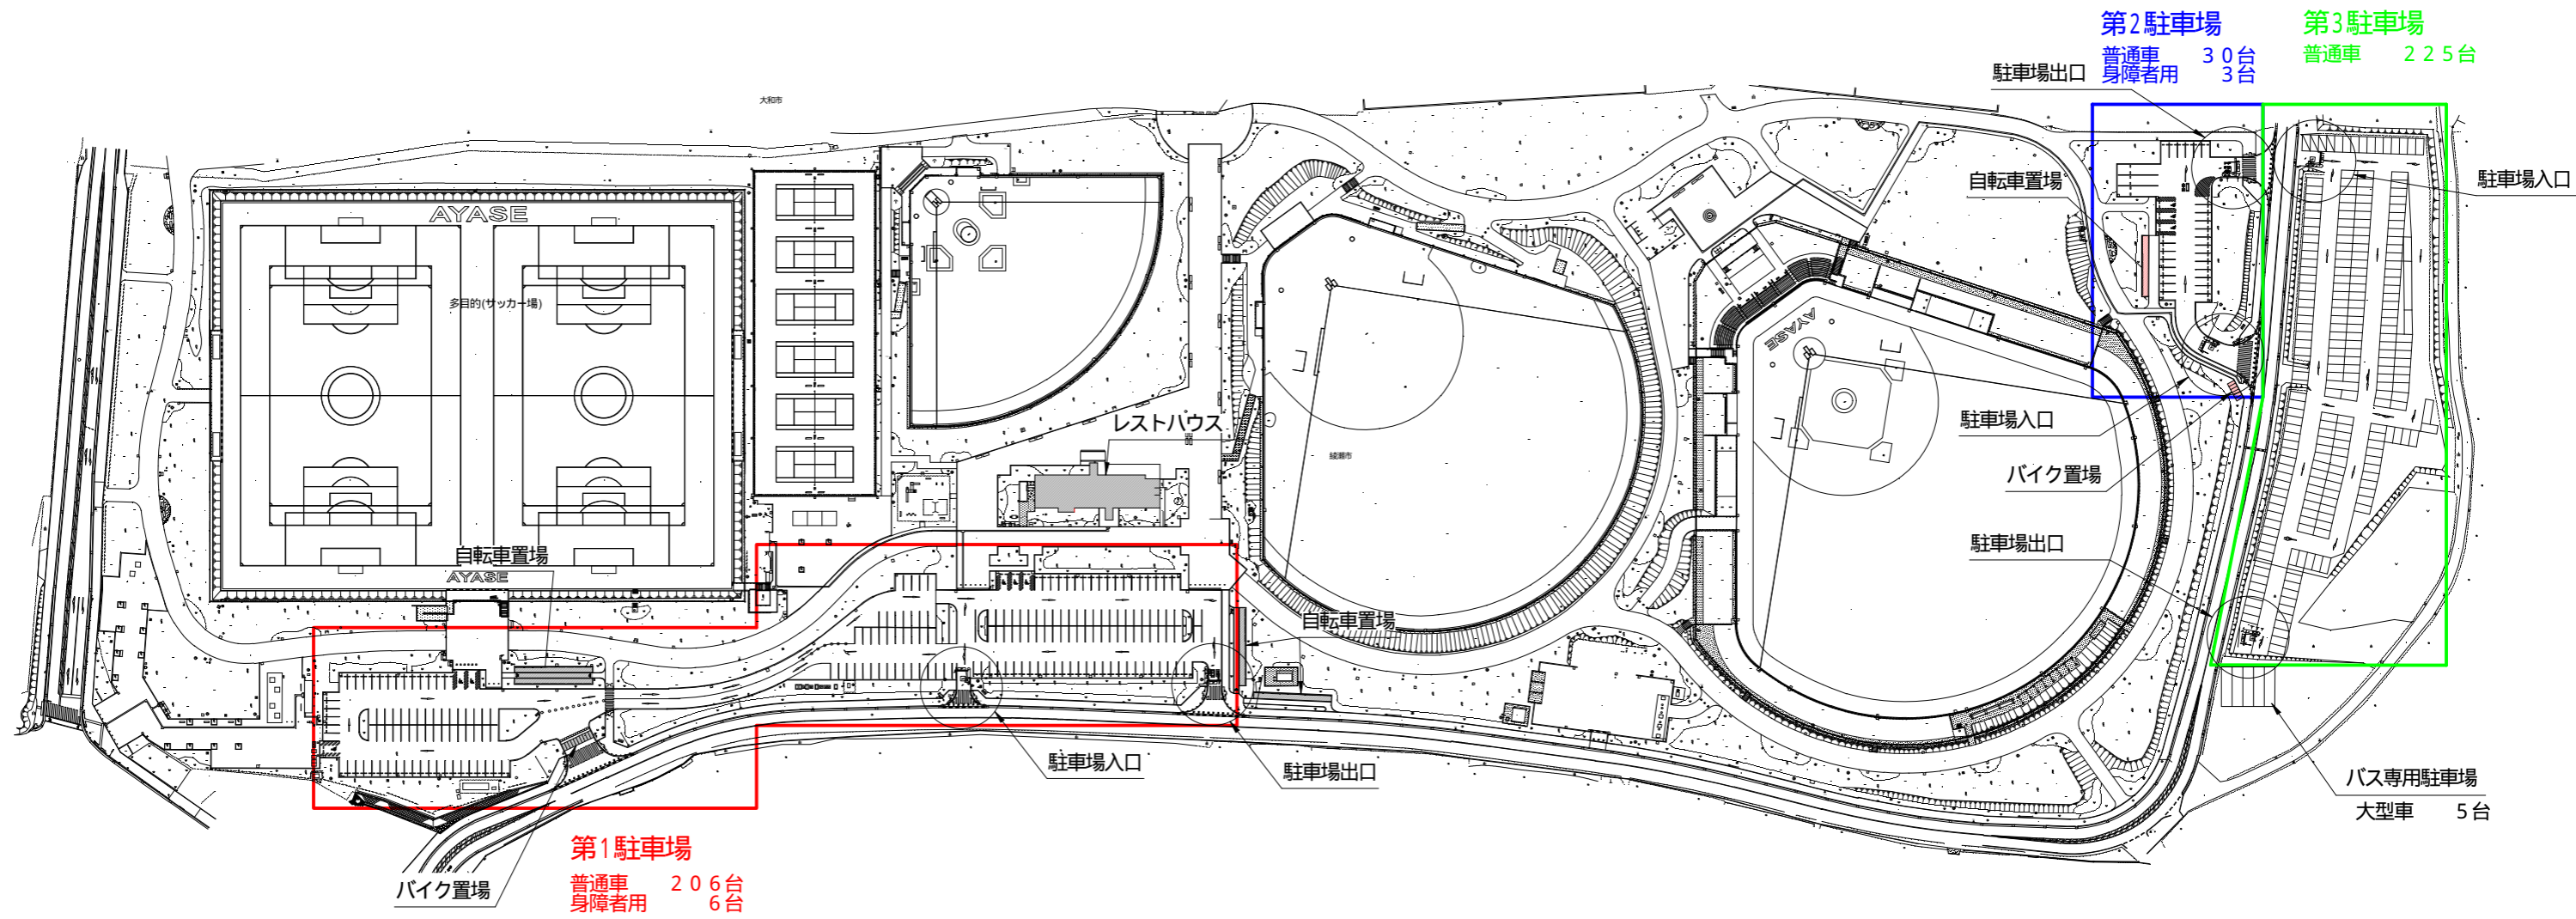 第2駐車場
普通車 30台
身障者用 3台
第3駐車場
普通車 225台
駐車場出口
大和市
自転車置場
駐車場入口
AYASE
多目的(サッカー場)
AYASE
駐車場入口
レストハウス
綾瀬市
バイク置場
駐車場出口
自転車置場
AYASE
自転車置場
駐車場入口
駐車場出口
バス専用駐車場
大型車 5台
第1駐車場
普通車 206台
身障者用 6台
バイク置場